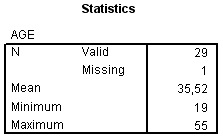 Statistics
AGE
N Valid 29
Missing 1
Mean 35,52
Minimum 19
Maximum 55